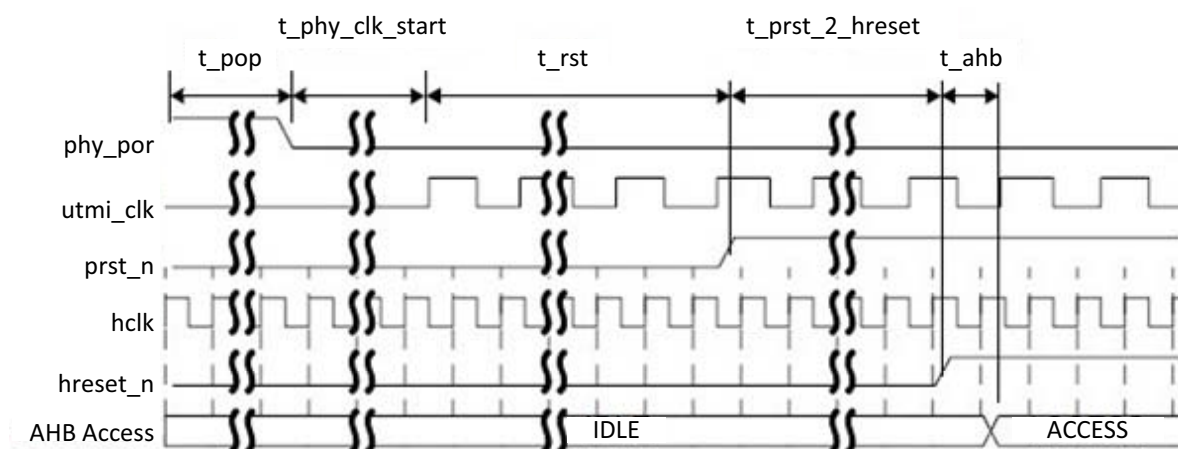 t_phy_clk_start t_prst_2_hreset
t_pop t_rst t_ahb
phy_por
utmi_clk
prst_n
hclk
hreset_n
AHB Access IDLE ACCESS